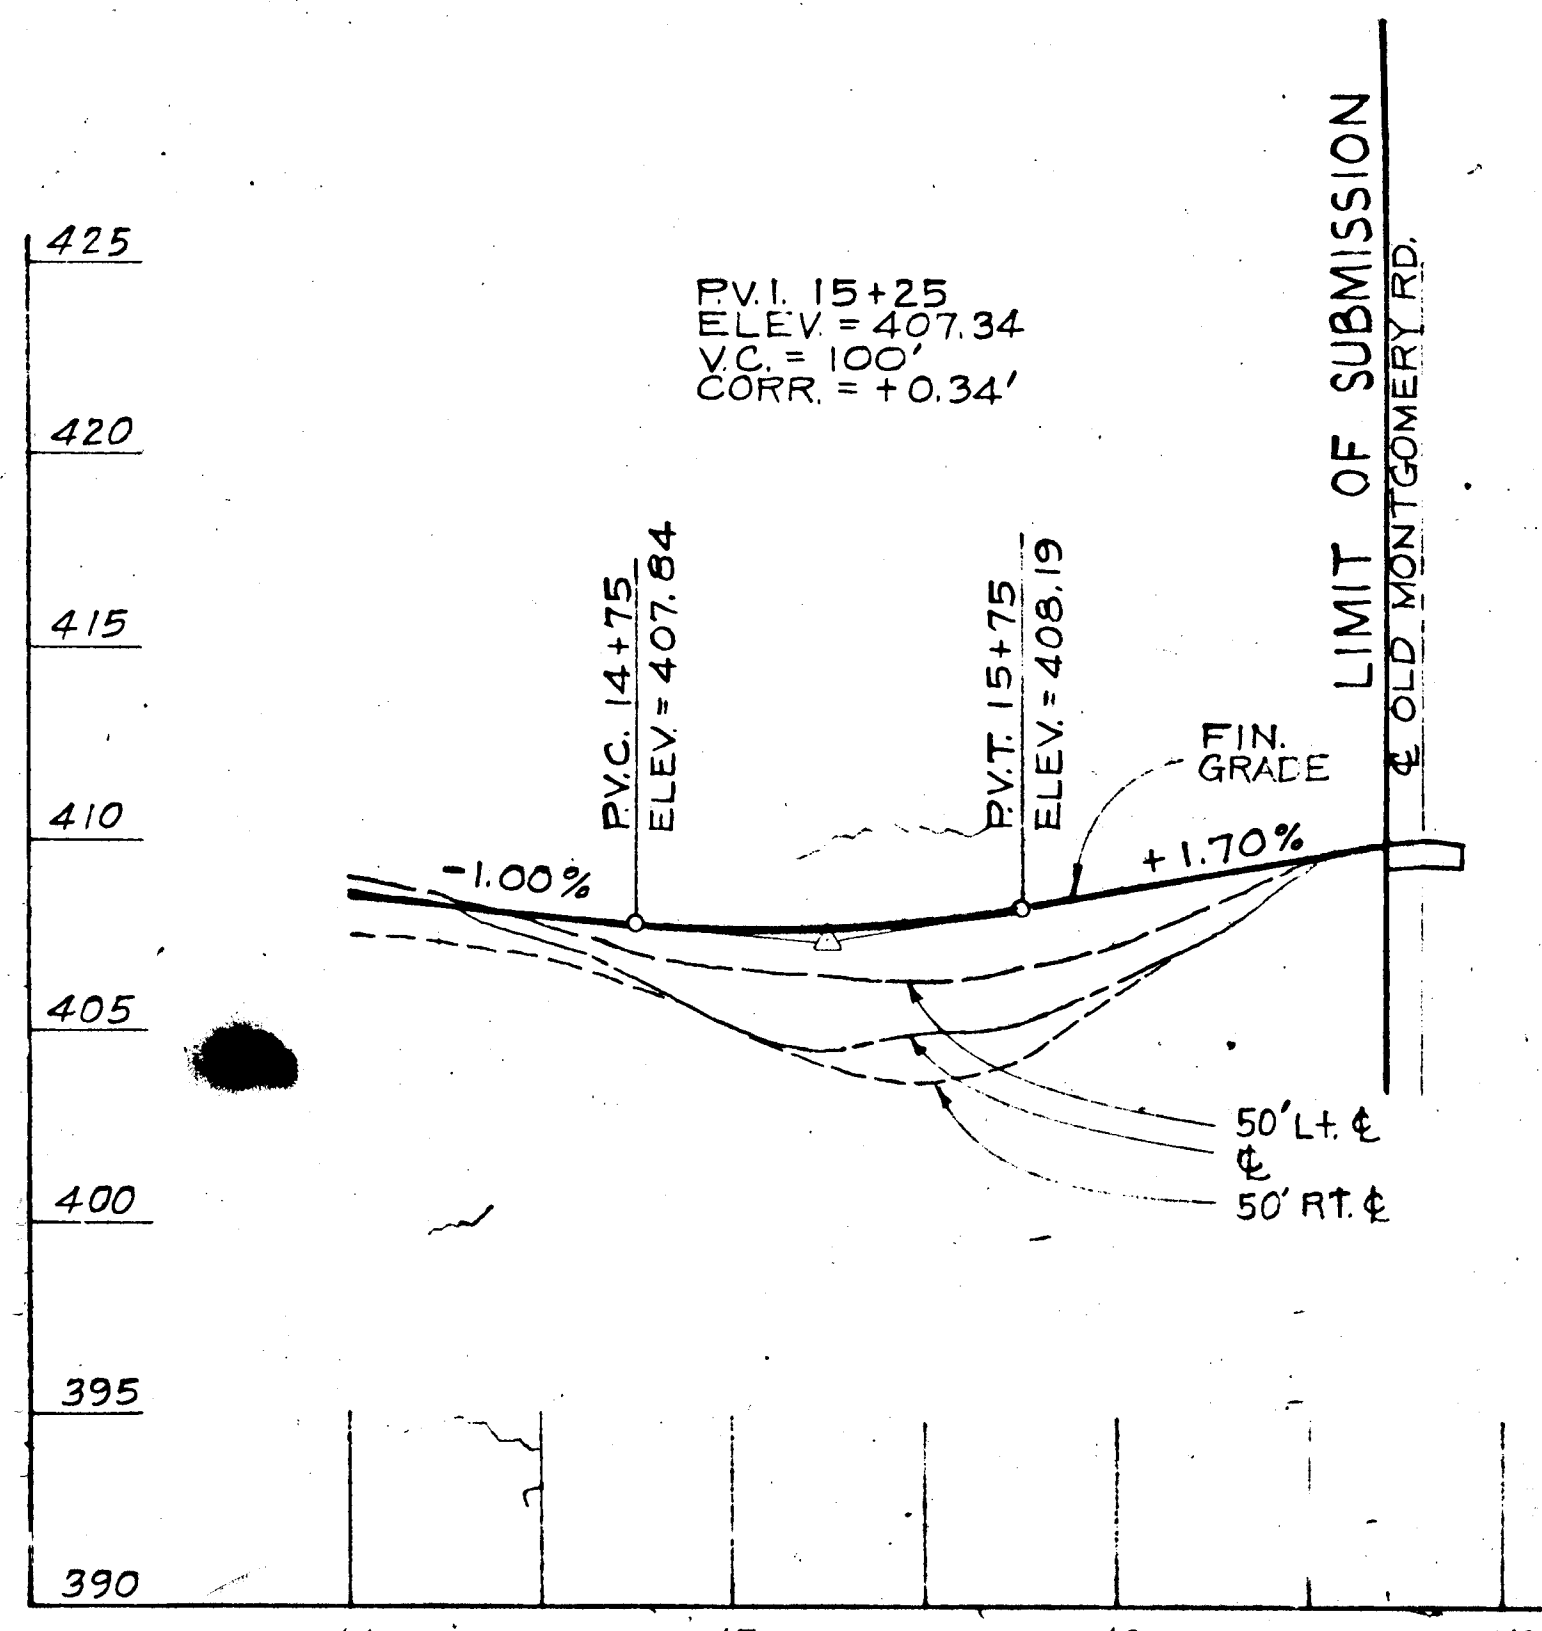 425
420
415
410
405
400
395
390
P.V.I. 15+25
ELEV. = 407.34
V.C. = 100'
CORR. = +0.34'
P.V.C. 14+75
ELEV. = 407.84
P.V.T. 15+75
ELEV. = 408.19
LIMIT OF SUBMISSION
℄ OLD MONTGOMERY RD.
FIN.
GRADE
-1.00%
+1.70%
50' Lt. ℄
℄
50' RT. ℄